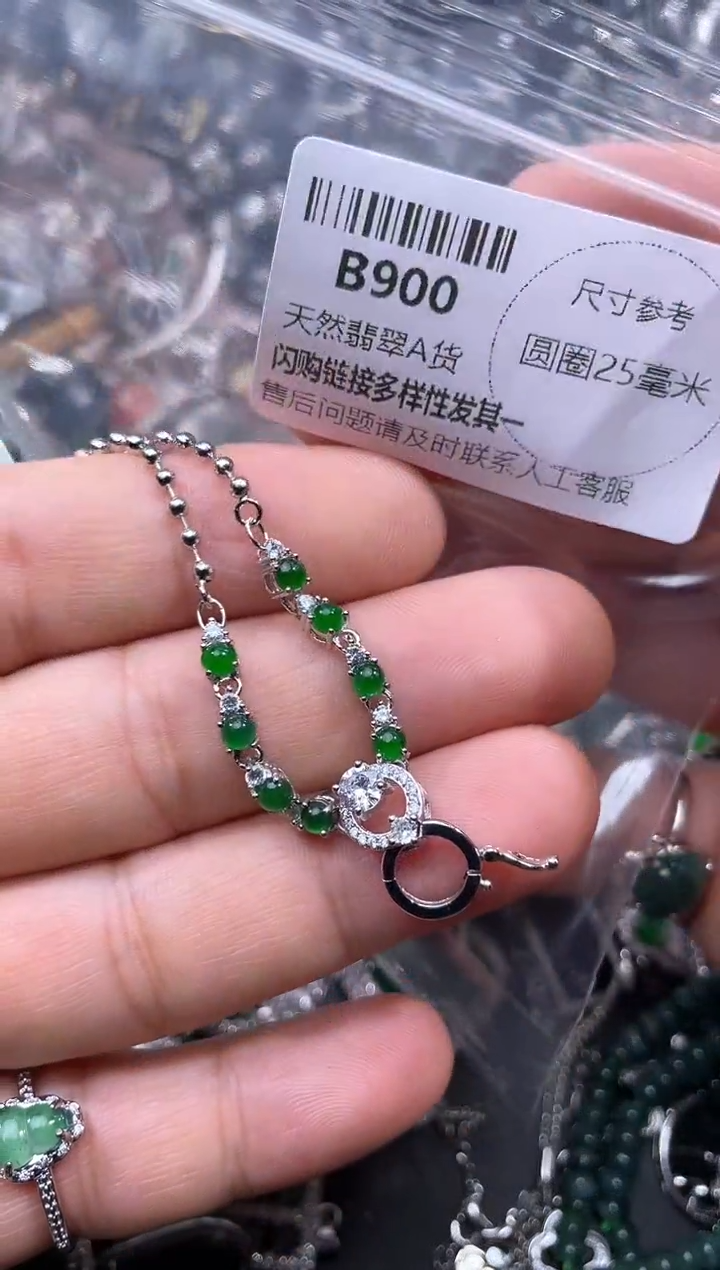 B900
天然翡翠A货
闪购链接多样性发其一
售后问题请及时联系人工客服
尺寸参考
圆圈25毫米